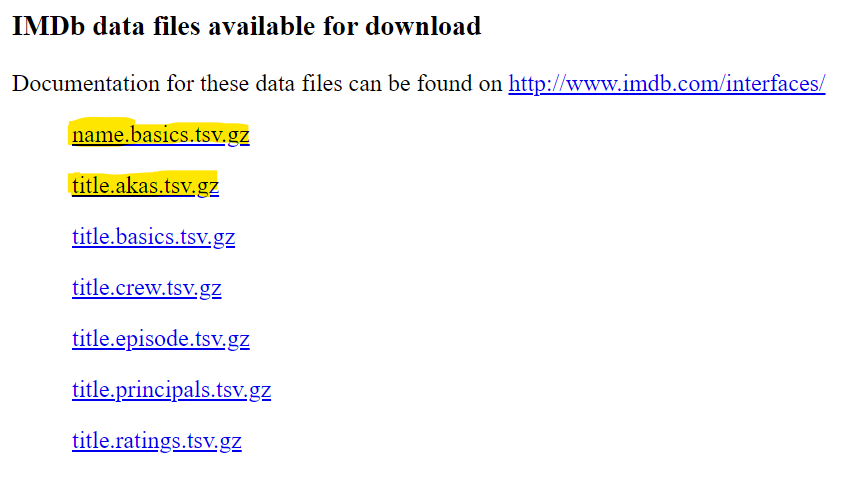 IMDb data files available for download
Documentation for these data files can be found on http://www.imdb.com/interfaces/
name.basics.tsv.gz
title.akas.tsv.gz
title.basics.tsv.gz
title.crew.tsv.gz
title.episode.tsv.gz
title.principals.tsv.gz
title.ratings.tsv.gz